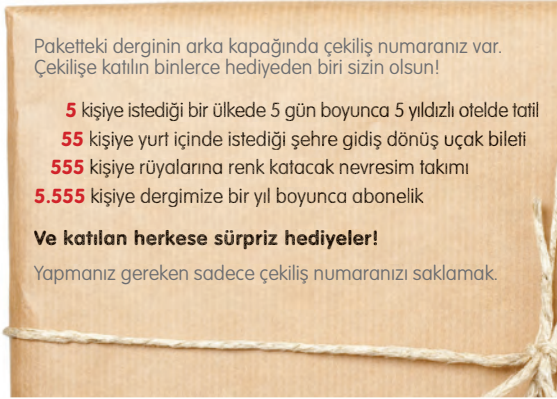 Paketteki derginin arka kapağında çekiliş numaranız var.
Çekilişe katılın binlerce hediyeden biri sizin olsun!
5 kişiye istediği bir ülkede 5 gün boyunca 5 yıldızlı otelde tatil
55 kişiye yurt içinde istediği şehre gidiş dönüş uçak bileti
555 kişiye rüyalarına renk katacak nevresim takımı
5.555 kişiye dergimize bir yıl boyunca abonelik
Ve katılan herkese sürpriz hediyeler!
Yapmanız gereken sadece çekiliş numaranızı saklamak.